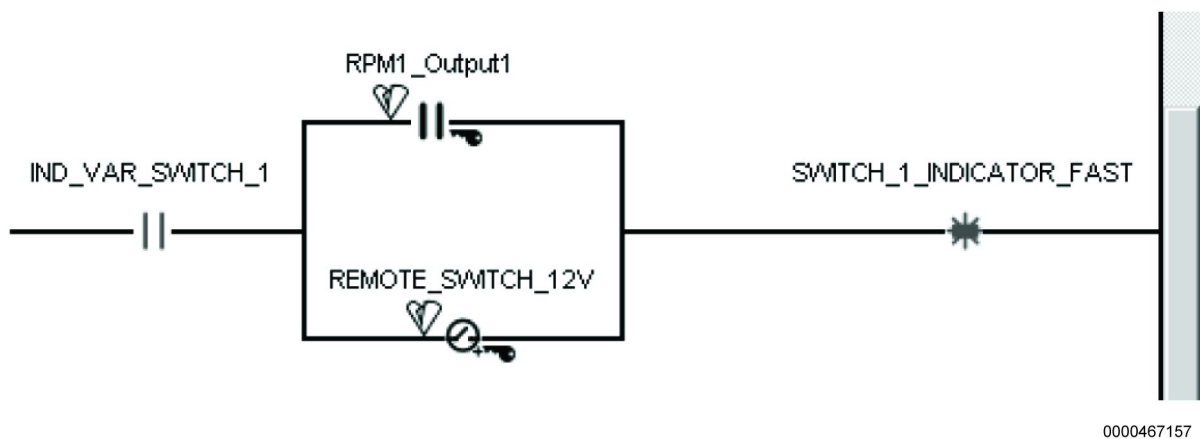 RPM1_Output1
IND_VAR_SWITCH_1
SWITCH_1_INDICATOR_FAST
REMOTE_SWITCH_12V
0000467157